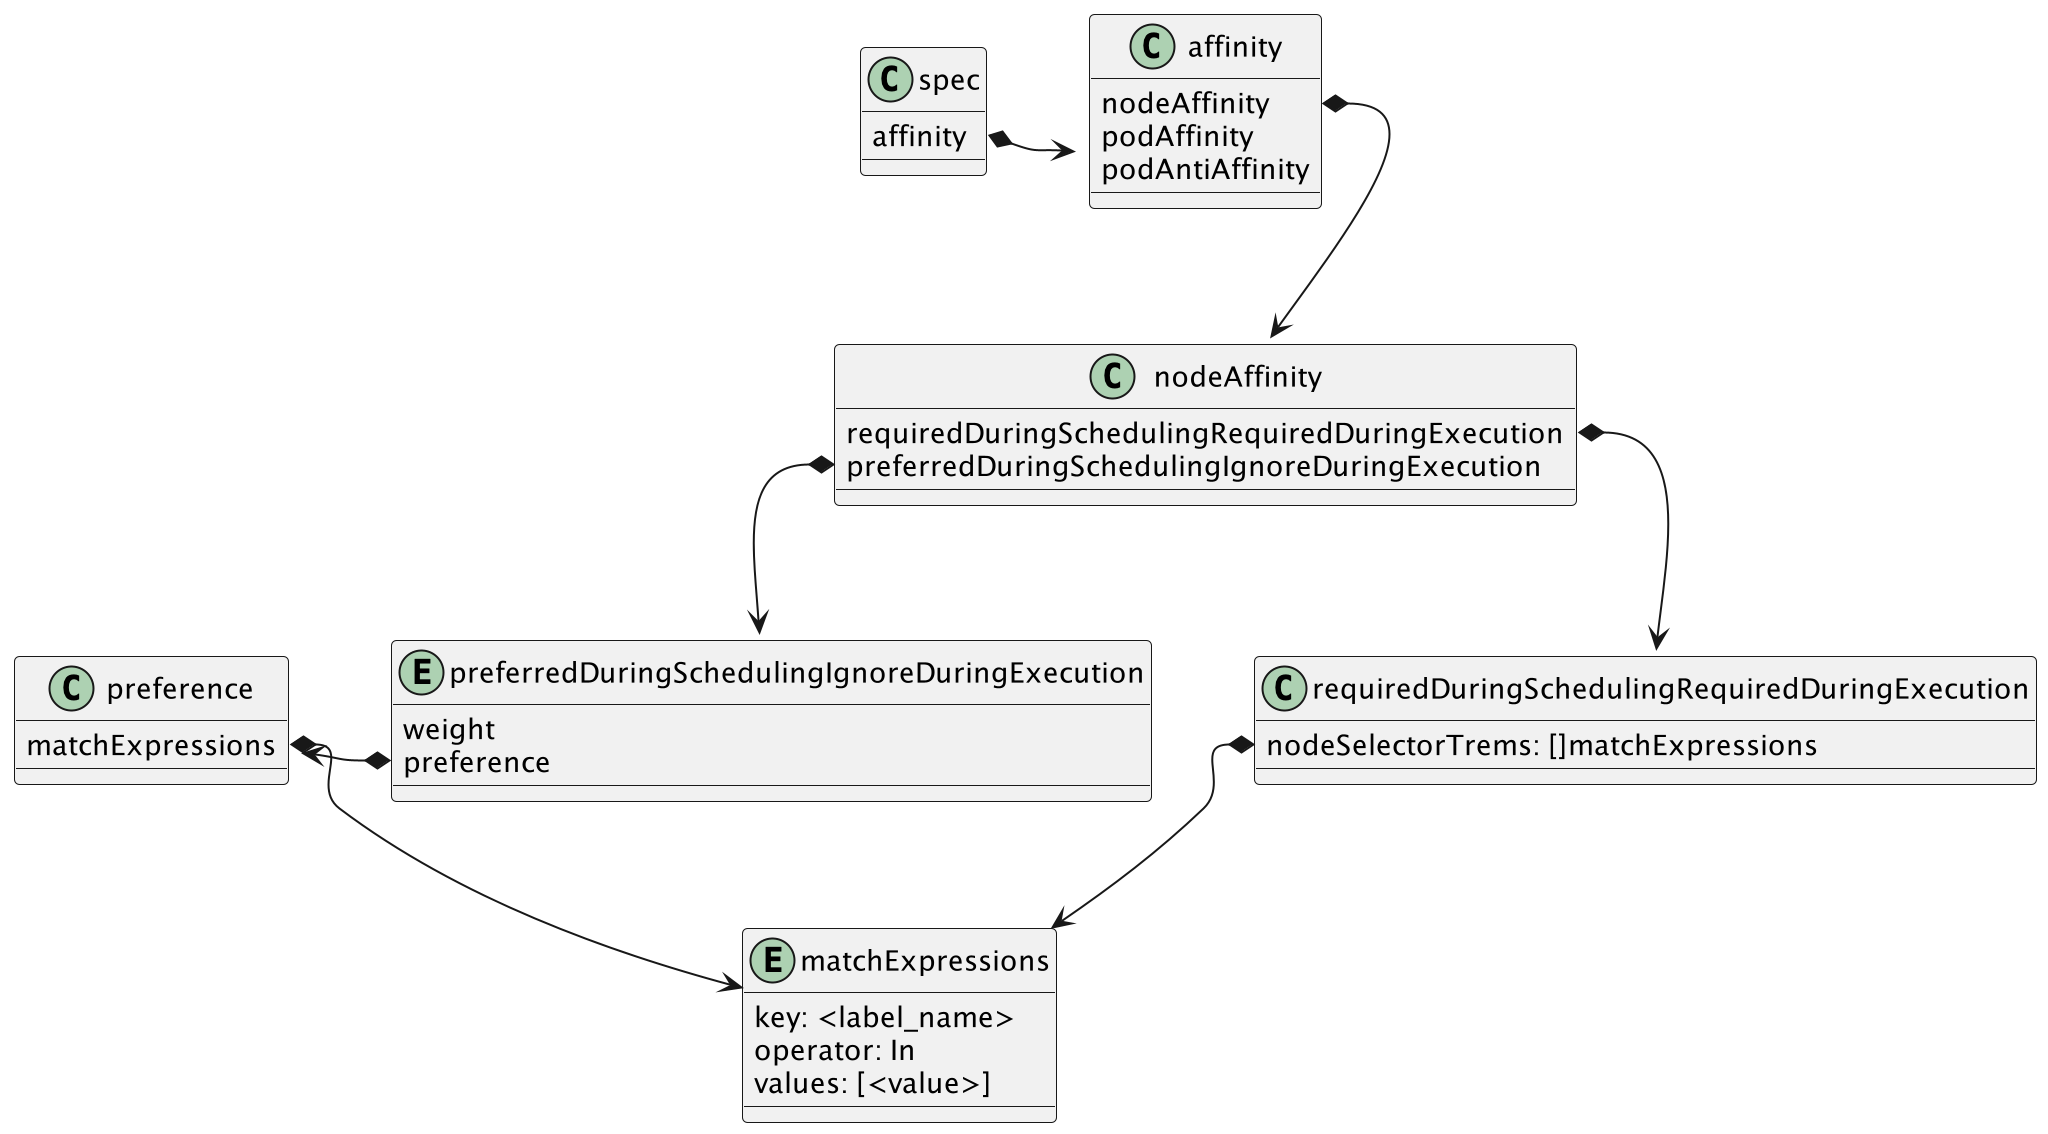 C affinity
nodeAffinity
podAffinity
podAntiAffinity
C spec
affinity
C nodeAffinity
requiredDuringSchedulingRequiredDuringExecution
preferredDuringSchedulingIgnoreDuringExecution
C preference
matchExpressions
E preferredDuringSchedulingIgnoreDuringExecution
weight
preference
C requiredDuringSchedulingRequiredDuringExecution
nodeSelectorTrems: []matchExpressions
E matchExpressions
key: <label_name>
operator: In
values: [<value>]